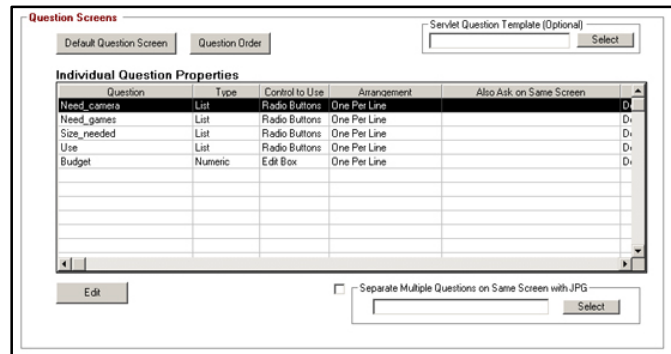 Question Screens
Default Question Screen Question Order
Servlet Question Template (Optional)
Select
Individual Question Properties
Question Type Control to Use Arrangement Also Ask on Same Screen
Need_camera List Radio Buttons One Per Line
Need_games List Radio Buttons One Per Line
Size_needed List Radio Buttons One Per Line
Use List Radio Buttons One Per Line
Budget Numeric Edit Box One Per Line
Edit
Separate Multiple Questions on Same Screen with JPG
Select